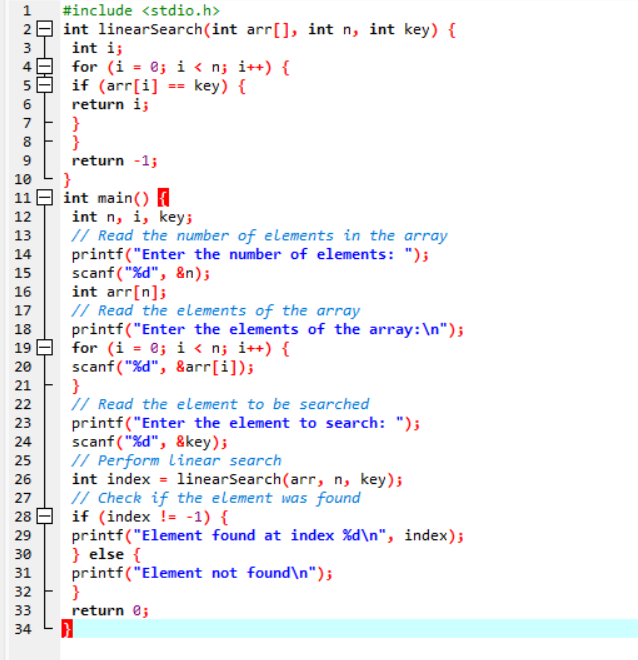 1 #include <stdio.h>
2 int linearSearch(int arr[], int n, int key) {
3 int i;
4 for (i = 0; i < n; i++) {
5 if (arr[i] == key) {
6 return i;
7 }
8 }
9 return -1;
10 }
11 int main() {
12 int n, i, key;
13 // Read the number of elements in the array
14 printf("Enter the number of elements: ");
15 scanf("%d", &n);
16 int arr[n];
17 // Read the elements of the array
18 printf("Enter the elements of the array:\n");
19 for (i = 0; i < n; i++) {
20 scanf("%d", &arr[i]);
21 }
22 // Read the element to be searched
23 printf("Enter the element to search: ");
24 scanf("%d", &key);
25 // Perform linear search
26 int index = linearSearch(arr, n, key);
27 // Check if the element was found
28 if (index != -1) {
29 printf("Element found at index %d\n", index);
30 } else {
31 printf("Element not found\n");
32 }
33 return 0;
34 }